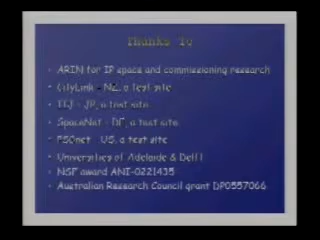 Thanks to
• ARIN for IP space and commissioning research
• CityLink - NZ, a test site
• IIJ - JP, a test site
• SpaceNet - DE, a test site
• PSGnet - US, a test site
• Universities of Adelaide &
• NSF award ANI-0221435
• Australian Research Council grant DP0557066